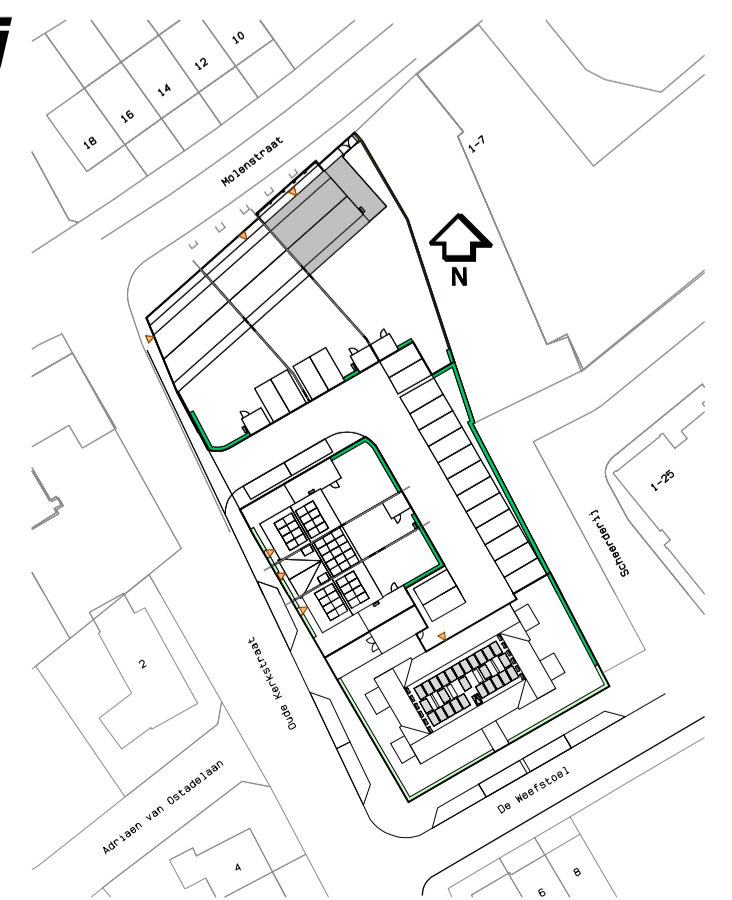 10
12
14
16
18
Molenstraat
1-7
N
1-25
Scheerderij
2
Oude Kerkstraat
De Weefstoel
Adriaen Van Ostadelaan
4
6
8